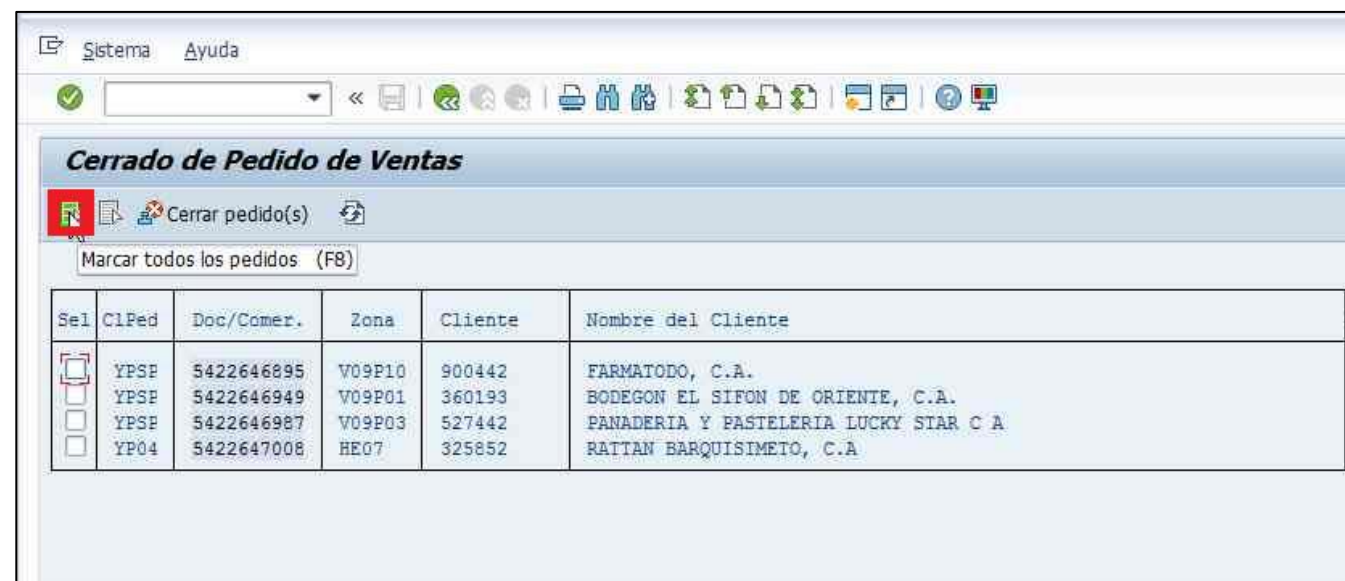 Sistema Ayuda
Cerrado de Pedido de Ventas
Cerrar pedido(s)
Marcar todos los pedidos (F8)
Sel ClPed Doc/Comer. Zona Cliente Nombre del Cliente
YPSP 5422646895 V09P10 900442 FARMATODO, C.A.
YPSP 5422646949 V09P01 360193 BODEGON EL SIFON DE ORIENTE, C.A.
YPSP 5422646987 V09P03 527442 PANADERIA Y PASTELERIA LUCKY STAR C A
YP04 5422647008 HE07 325852 RATTAN BARQUISIMETO, C.A